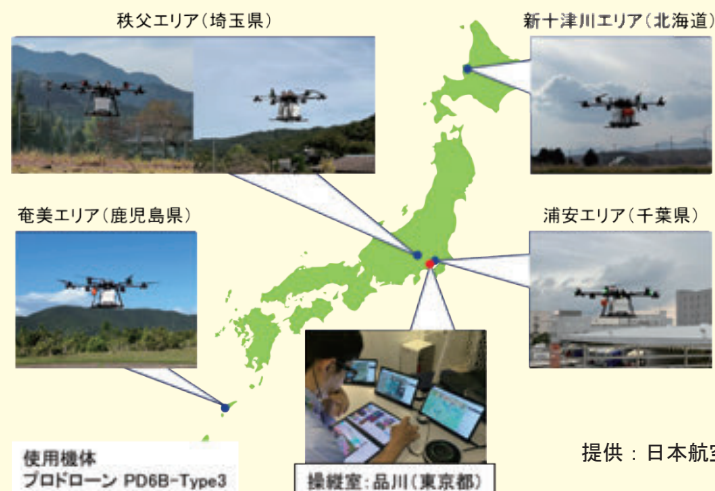 秩父エリア(埼玉県)
新十津川エリア(北海道)
奄美エリア(鹿児島県)
浦安エリア(千葉県)
使用機体
プロドローン PD6B-Type3
操縦室:品川(東京都)
提供：日本航空